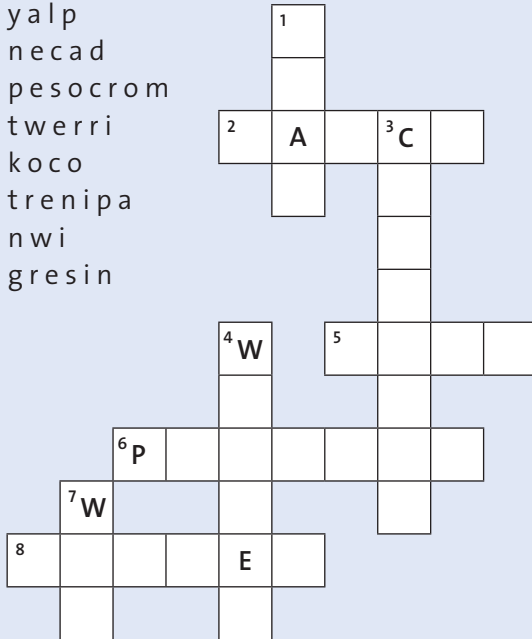 yalp
necad
pesocrom
twerri
koco
trenipa
nwi
gresin
1
2 A 3 C
4 W 5
6 P
7 W
8 E